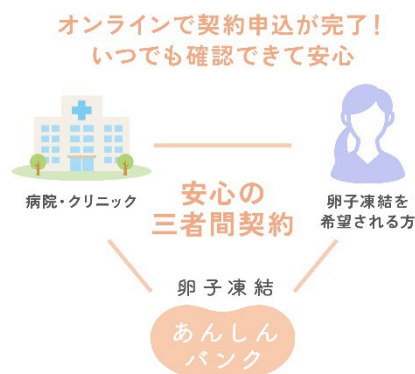 オンラインで契約申込が完了!
いつでも確認できて安心
病院・クリニック
安心の
三者間契約
卵子凍結を
希望される方
卵子凍結
あんしん
バンク